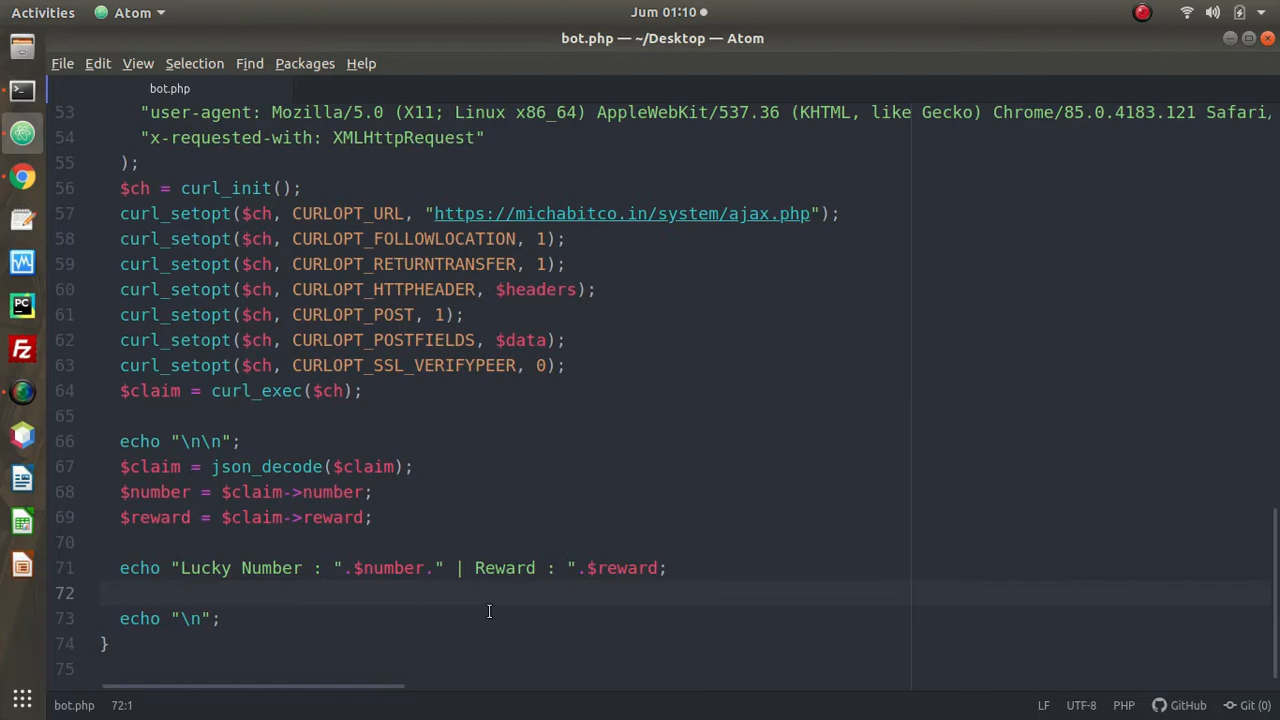 Activities
Atom
Jum 01:10
bot.php — ~/Desktop — Atom
File Edit View Selection Find Packages Help
bot.php
53 "user-agent: Mozilla/5.0 (X11; Linux x86_64) AppleWebKit/537.36 (KHTML, like Gecko) Chrome/85.0.4183.121 Safari/
54 "x-requested-with: XMLHttpRequest"
55 );
56 $ch = curl_init();
57 curl_setopt($ch, CURLOPT_URL, "https://michabitco.in/system/ajax.php");
58 curl_setopt($ch, CURLOPT_FOLLOWLOCATION, 1);
59 curl_setopt($ch, CURLOPT_RETURNTRANSFER, 1);
60 curl_setopt($ch, CURLOPT_HTTPHEADER, $headers);
61 curl_setopt($ch, CURLOPT_POST, 1);
62 curl_setopt($ch, CURLOPT_POSTFIELDS, $data);
63 curl_setopt($ch, CURLOPT_SSL_VERIFYPEER, 0);
64 $claim = curl_exec($ch);
65
66 echo "\n\n";
67 $claim = json_decode($claim);
68 $number = $claim->number;
69 $reward = $claim->reward;
70
71 echo "Lucky Number : ".$number." | Reward : ".$reward;
72
73 echo "\n";
74 }
75
bot.php 72:1 LF UTF-8 PHP GitHub Git (0)
PC
Fz